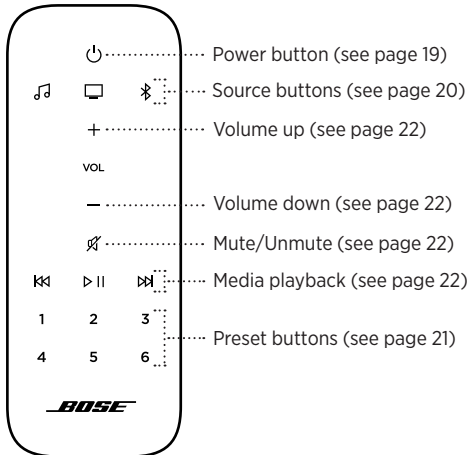 Power button (see page 19)
Source buttons (see page 20)
Volume up (see page 22)
VOL
Volume down (see page 22)
Mute/Unmute (see page 22)
Media playback (see page 22)
1 2 3
Preset buttons (see page 21)
4 5 6
BOSE